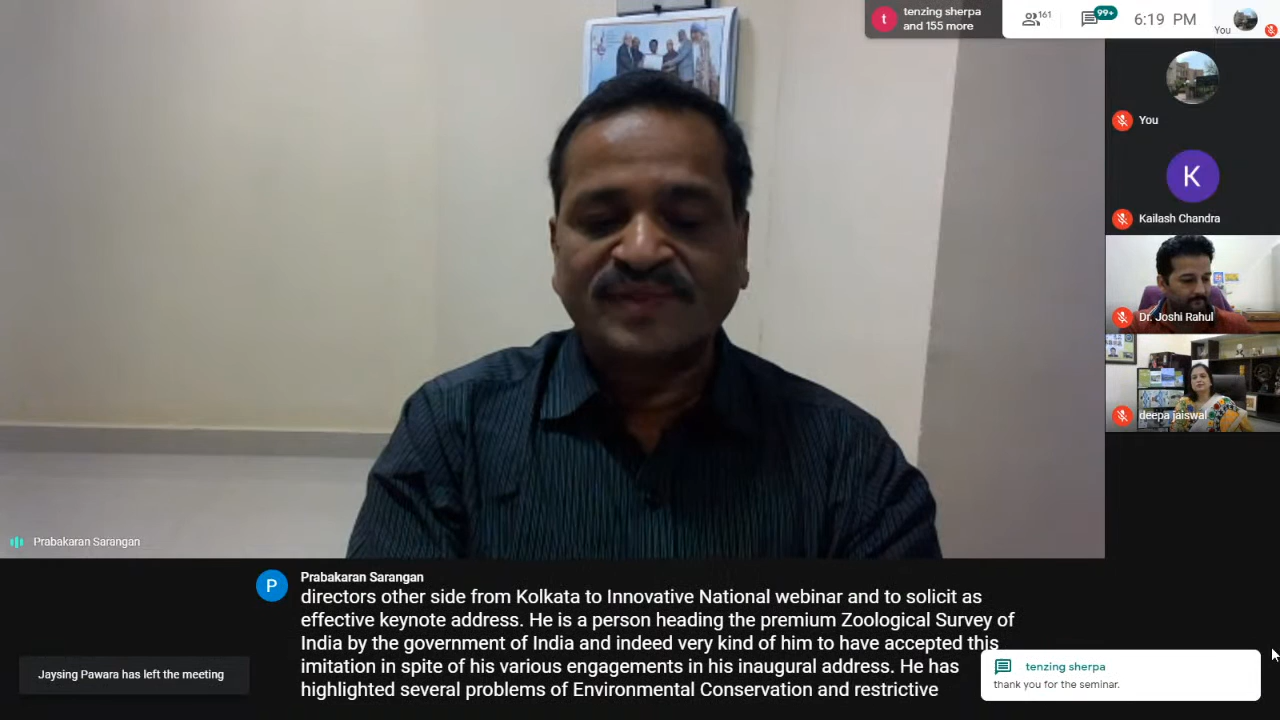 t
tenzing sherpa
and 155 more
161
99+
6:19 PM
You
You
K
Kailash Chandra
Dr. Joshi Rahul
deepa jaiswal
Prabakaran Sarangan
P
Prabakaran Sarangan
directors other side from Kolkata to Innovative National webinar and to solicit as
effective keynote address. He is a person heading the premium Zoological Survey of
India by the government of India and indeed very kind of him to have accepted this
imitation in spite of his various engagements in his inaugural address. He has
highlighted several problems of Environmental Conservation and restrictive
Jaysing Pawara has left the meeting
tenzing sherpa
thank you for the seminar.